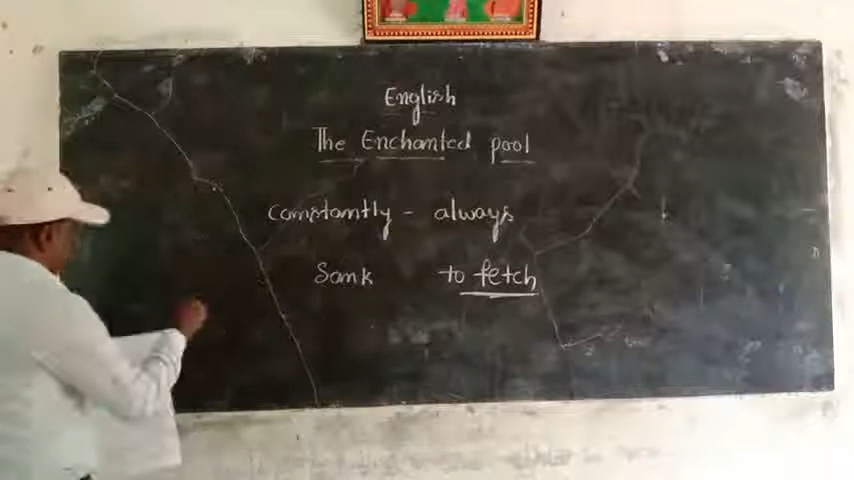 English
The Enchanted pool
constantly - always
Sank to fetch